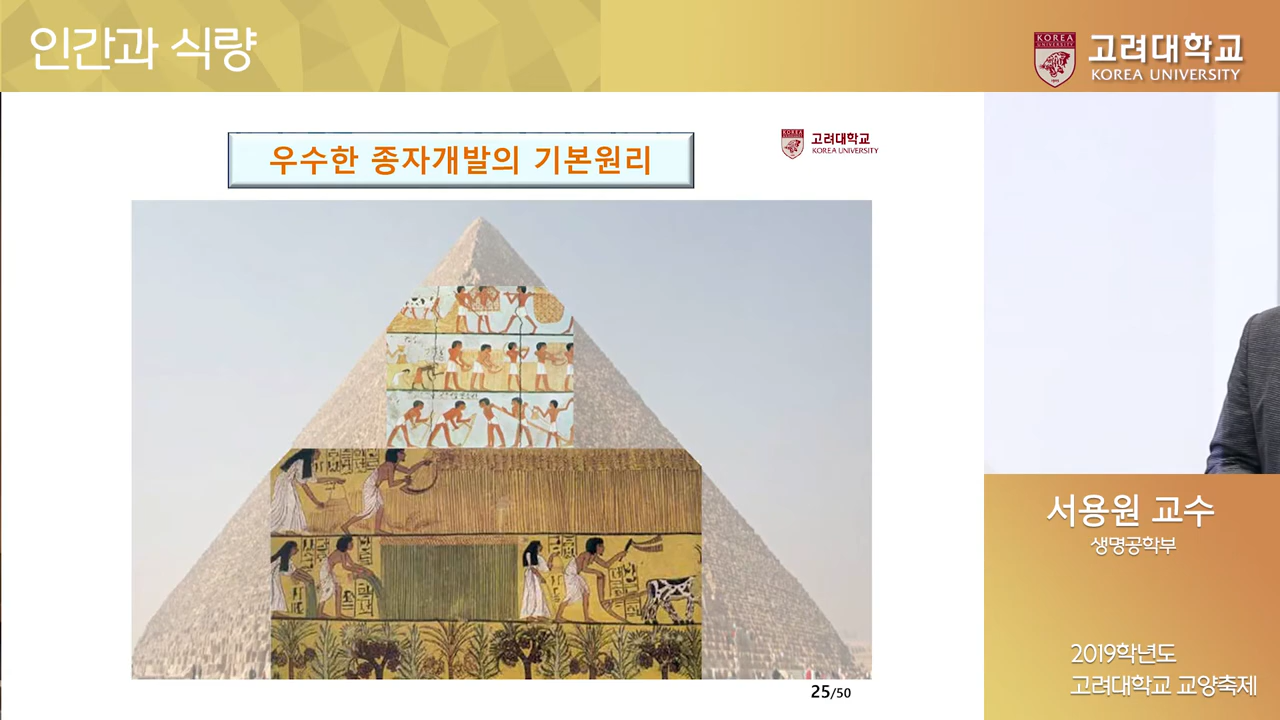 인간과 식량
KOREA
UNIVERSITY
고려대학교
KOREA UNIVERSITY
우수한 종자개발의 기본원리
고려대학교
KOREA UNIVERSITY
25/50
서용원 교수
생명공학부
2019학년도
고려대학교 교양축제